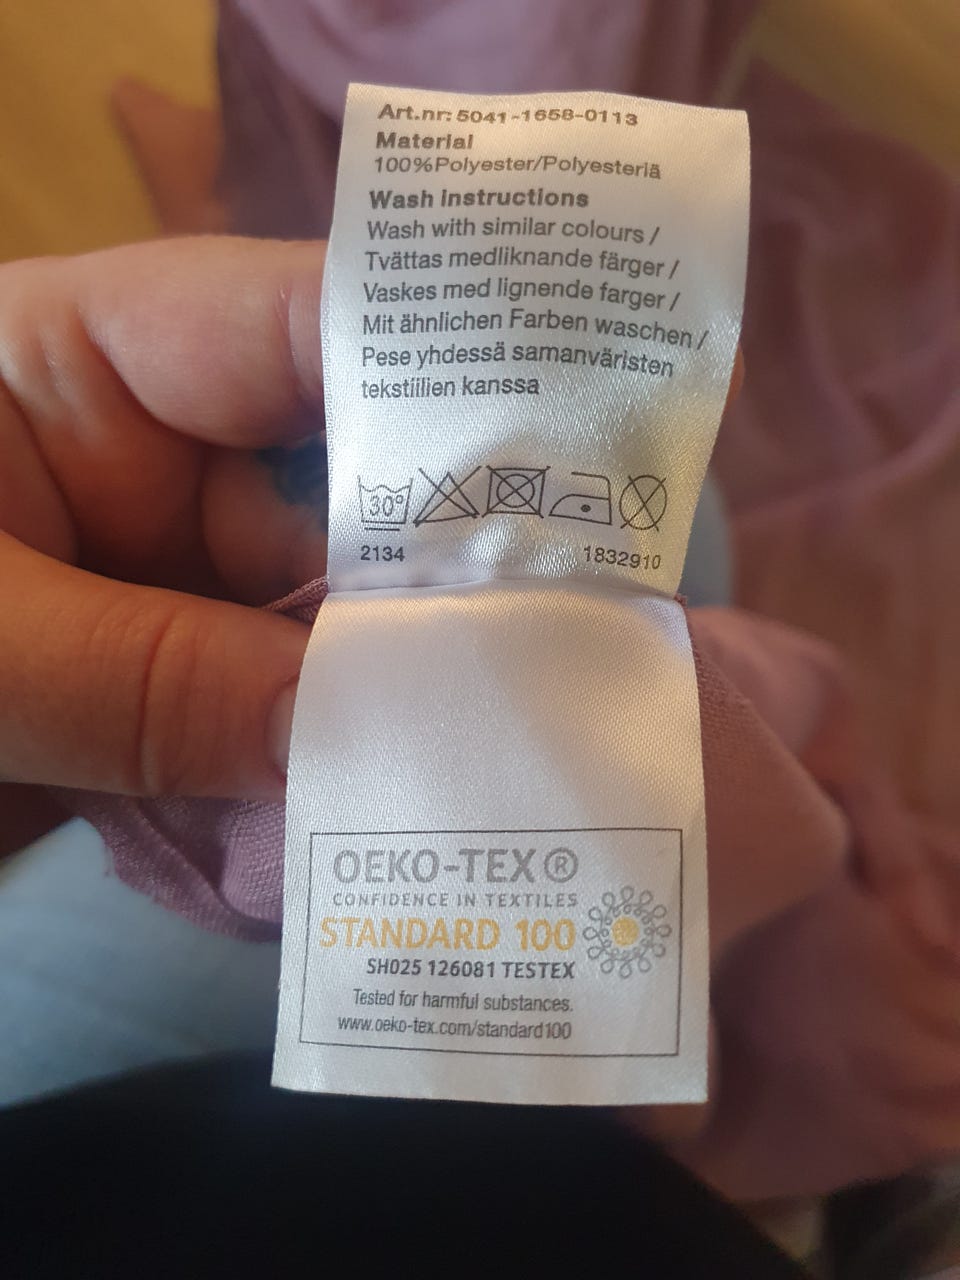 Art.nr: 5041-1658-0113
Material
100%Polyester/Polyesteriä
Wash instructions
Wash with similar colours /
Tvättas medliknande färger /
Vaskes med lignende farger /
Mit ähnlichen Farben waschen /
Pese yhdessä samanväristen
tekstiilien kanssa
30°
2134 1832910
OEKO-TEX®
CONFIDENCE IN TEXTILES
STANDARD 100
SH025 126081 TESTEX
Tested for harmful substances.
www.oeko-tex.com/standard100